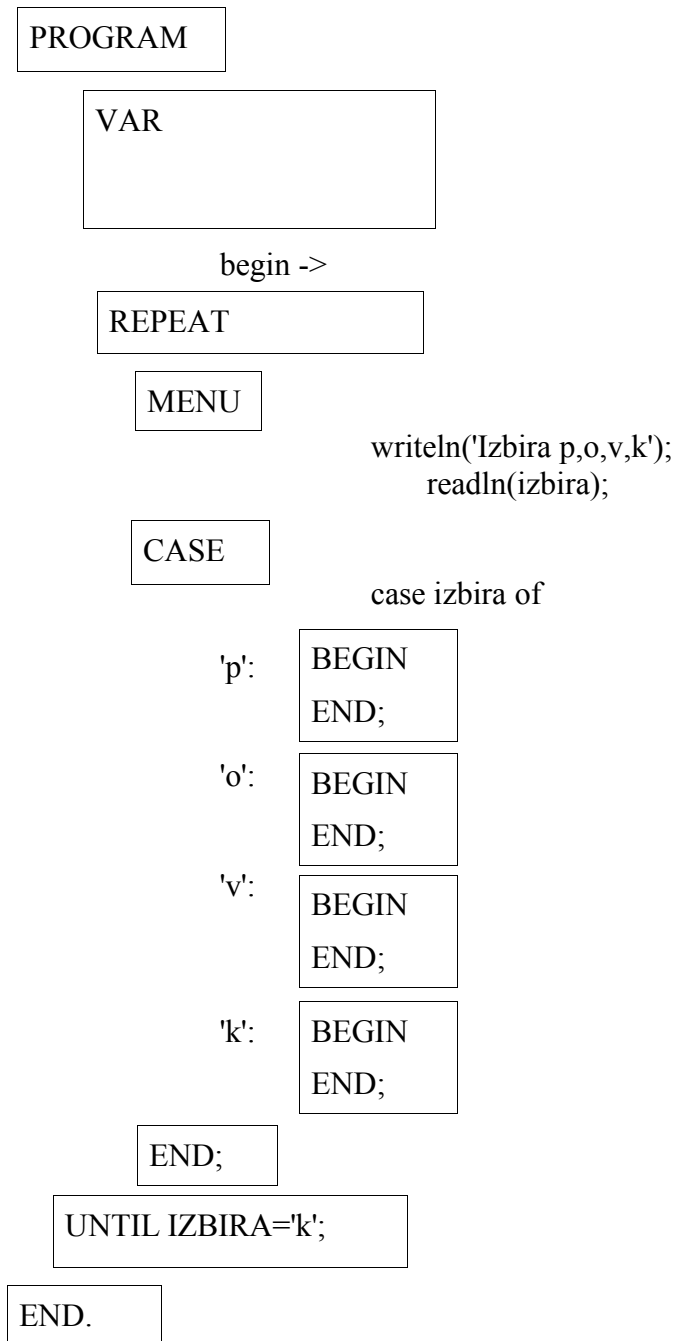 PROGRAM
VAR
begin ->
REPEAT
MENU
writeln('Izbira p,o,v,k');
readln(izbira);
CASE
case izbira of
'p':
BEGIN
END;
'o':
BEGIN
END;
'v':
BEGIN
END;
'k':
BEGIN
END;
END;
UNTIL IZBIRA='k';
END.